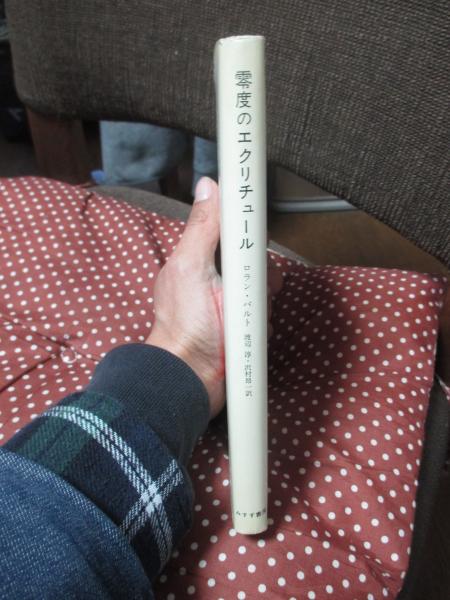 零度のエクリチュール
ロラン・バルト
渡辺 淳・沢村昂一訳
みすず書房